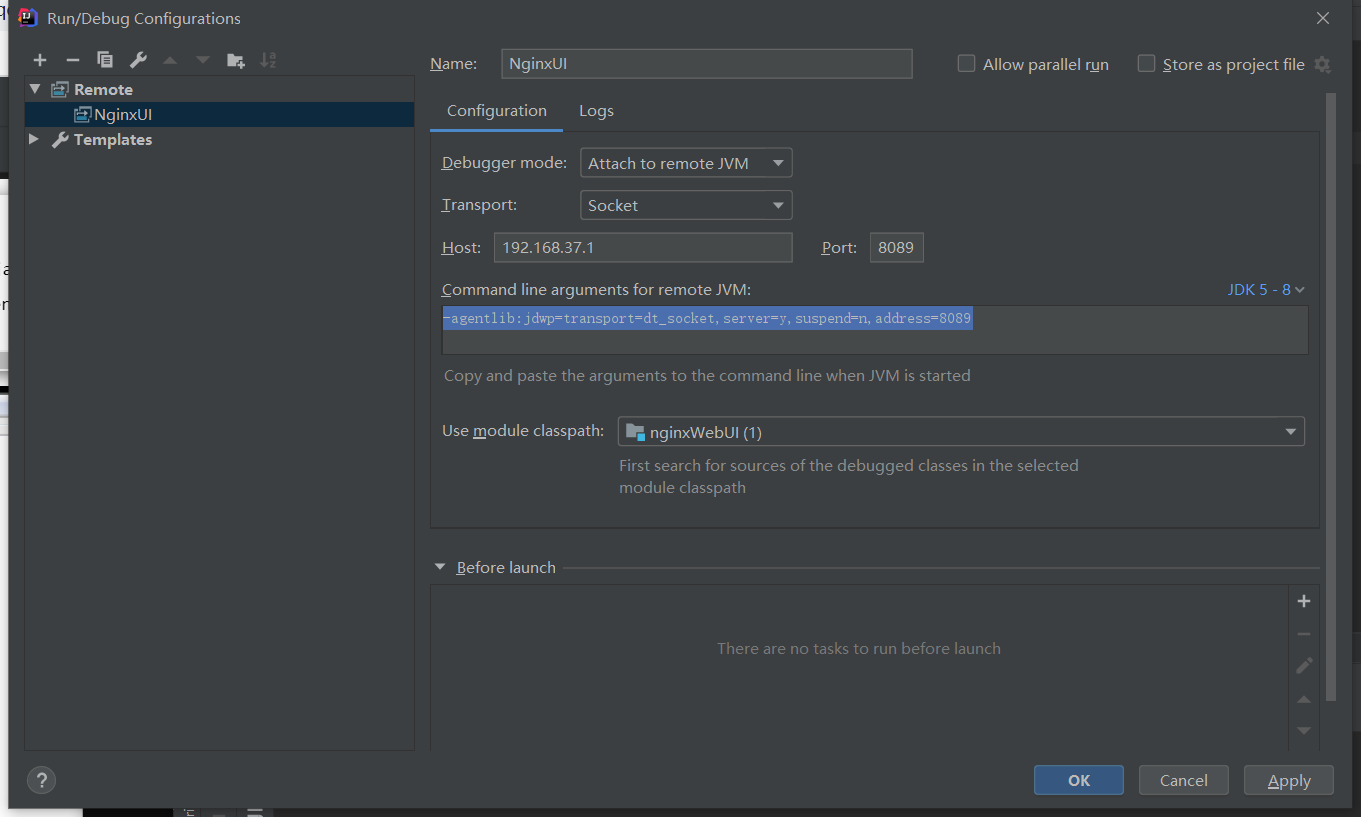 Run/Debug Configurations
Name: NginxUI
Allow parallel run
Store as project file
Remote
NginxUI
Templates
Configuration
Logs
Debugger mode: Attach to remote JVM
Transport: Socket
Host: 192.168.37.1 Port: 8089
Command line arguments for remote JVM: JDK 5 - 8
-agentlib:jdwp=transport=dt_socket,server=y,suspend=n,address=8089
Copy and paste the arguments to the command line when JVM is started
Use module classpath: nginxWebUI (1)
First search for sources of the debugged classes in the selected
module classpath
Before launch
There are no tasks to run before launch
?
OK
Cancel
Apply